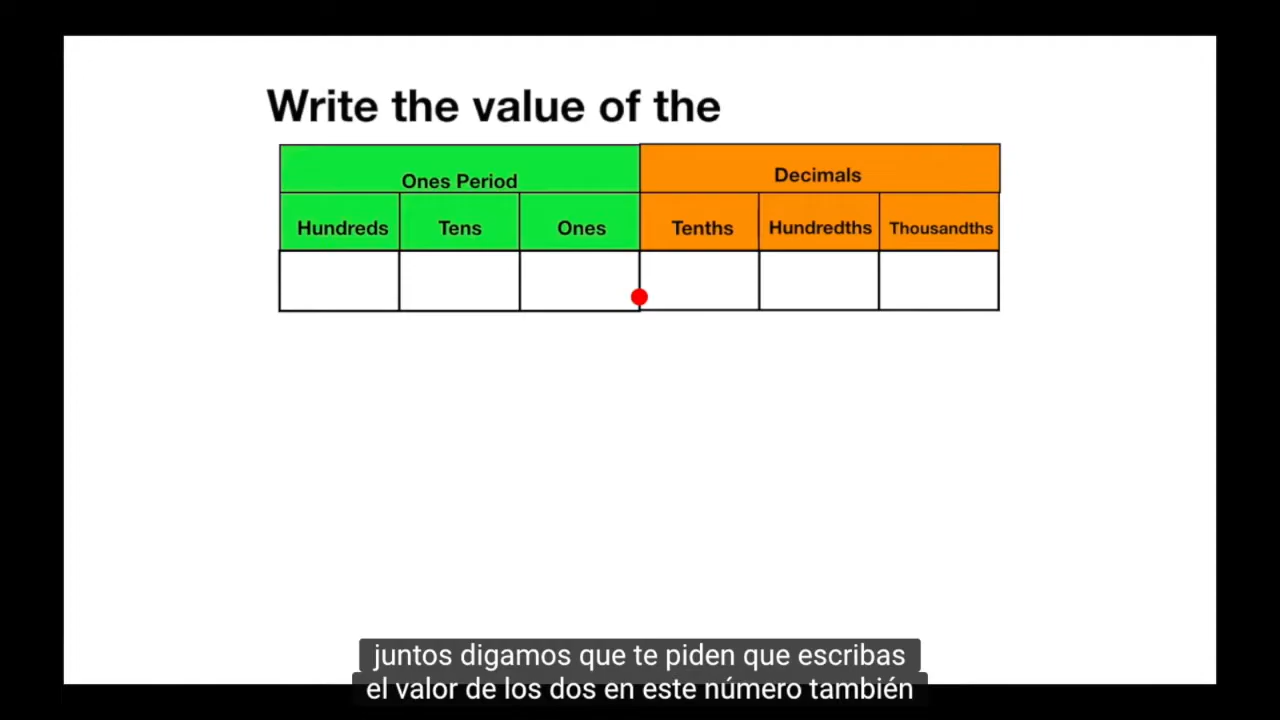 Write the value of the
Ones Period
Decimals
Hundreds
Tens
Ones
Tenths
Hundredths
Thousandths
juntos digamos que te piden que escribas
el valor de los dos en este número también